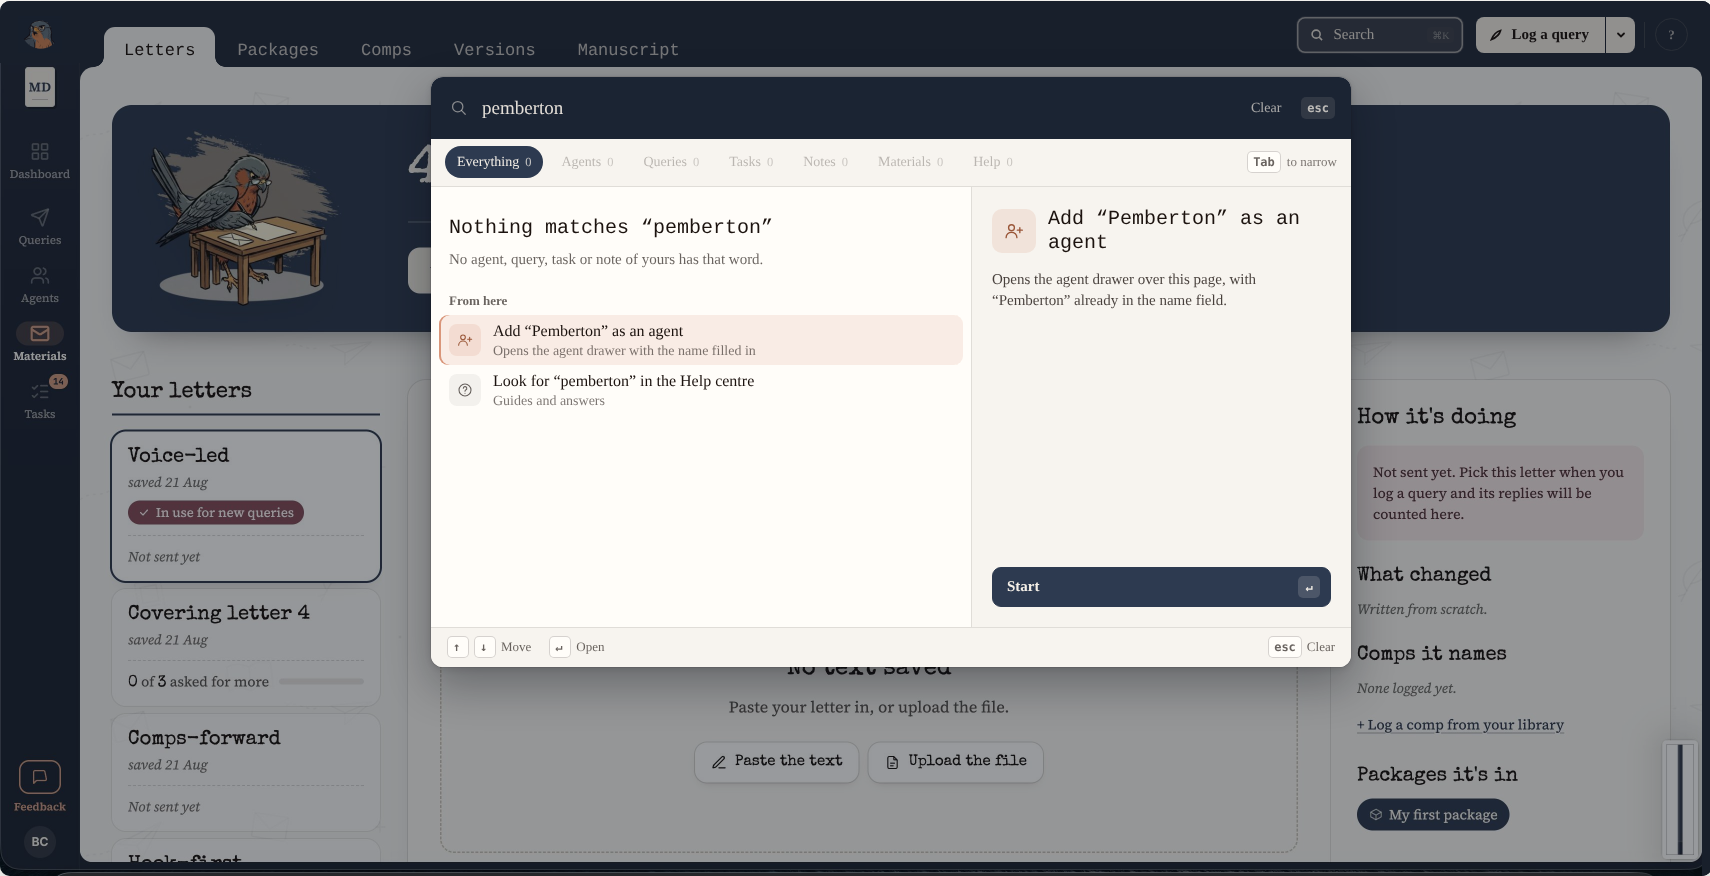 Letters
Packages
Comps
Versions
Manuscript
Search ⌘K
Log a query
?
MD
Dashboard
Queries
Agents
Materials
14
Tasks
Feedback
BC
pemberton
Clear esc
Everything 0
Agents 0
Queries 0
Tasks 0
Notes 0
Materials 0
Help 0
Tab to narrow
Nothing matches “pemberton”
No agent, query, task or note of yours has that word.
From here
Add “Pemberton” as an agent
Opens the agent drawer with the name filled in
Look for “pemberton” in the Help centre
Guides and answers
Add “Pemberton” as an
agent
Opens the agent drawer over this page, with
“Pemberton” already in the name field.
Start ↵
↑ ↓ Move ↵ Open
esc Clear
4
Your letters
Voice-led
saved 21 Aug
✓ In use for new queries
Not sent yet
Covering letter 4
saved 21 Aug
0 of 3 asked for more
Comps-forward
saved 21 Aug
Not sent yet
Hook-first
No text saved
Paste your letter in, or upload the file.
Paste the text
Upload the file
How it's doing
Not sent yet. Pick this letter when you
log a query and its replies will be
counted here.
What changed
Written from scratch.
Comps it names
None logged yet.
+ Log a comp from your library
Packages it's in
My first package